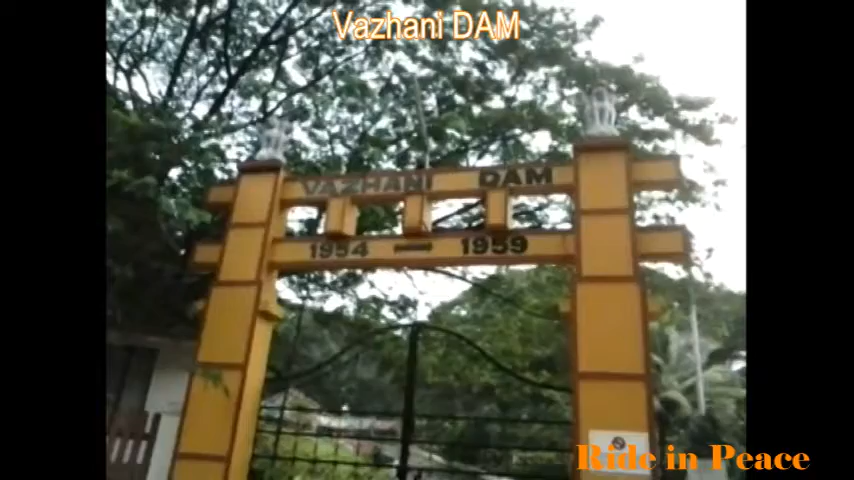 Vazhani DAM
VAZHANI DAM
1954 — 1959
Ride in Peace